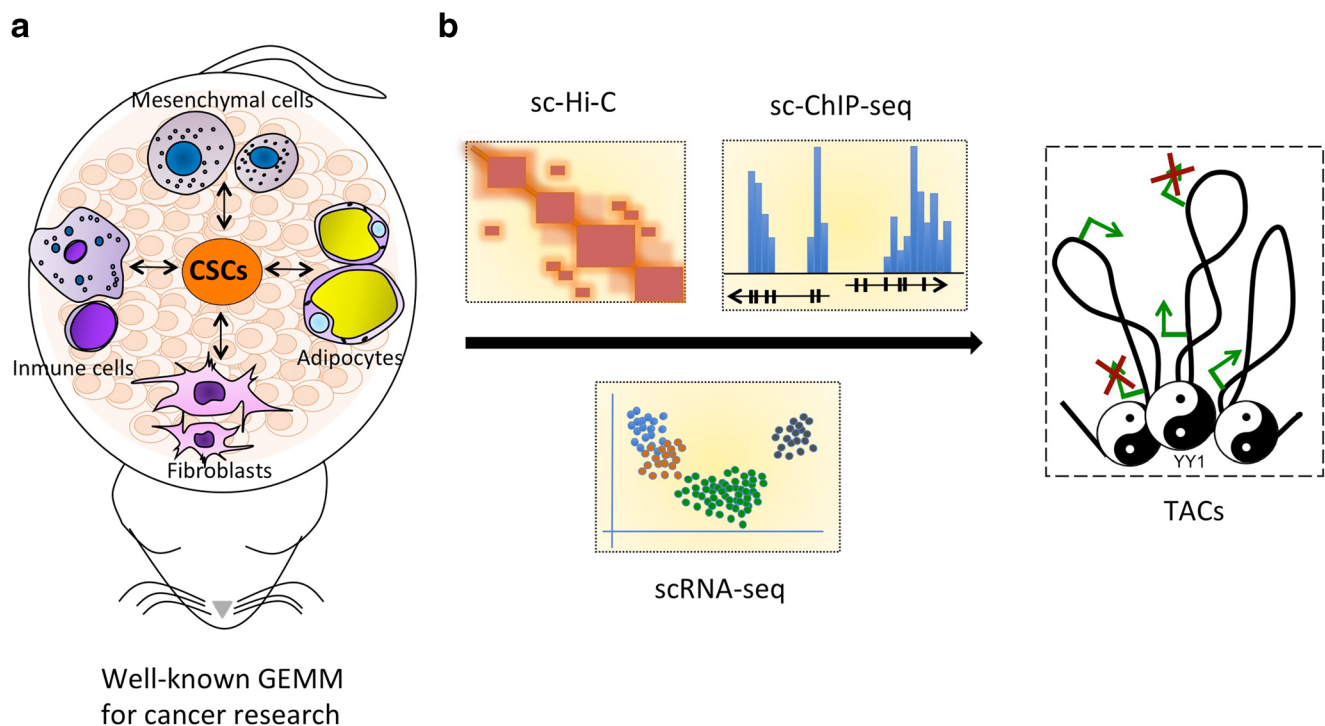 a
Mesenchymal cells
CSCs
Inmune cells
Adipocytes
Fibroblasts
Well-known GEMM
for cancer research
b
sc-Hi-C
sc-ChIP-seq
scRNA-seq
YY1
TACs